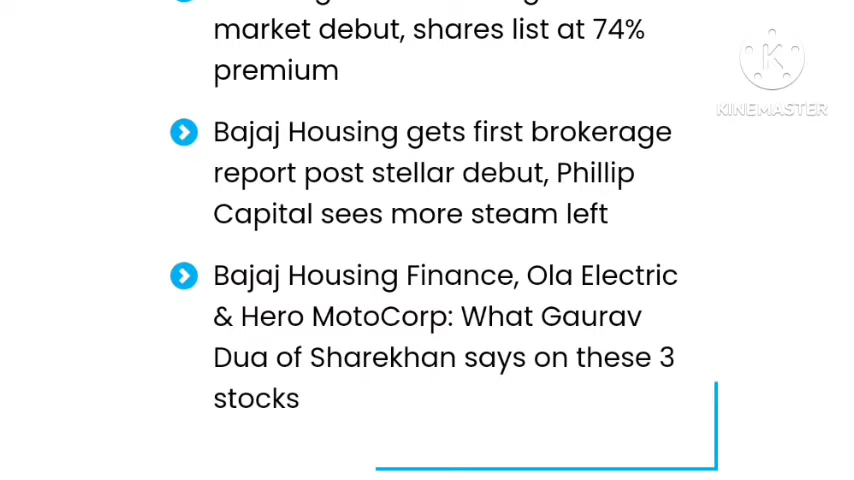 market debut, shares list at 74%
premium
Bajaj Housing gets first brokerage
report post stellar debut, Phillip
Capital sees more steam left
Bajaj Housing Finance, Ola Electric
& Hero MotoCorp: What Gaurav
Dua of Sharekhan says on these 3
stocks
KINEMASTER